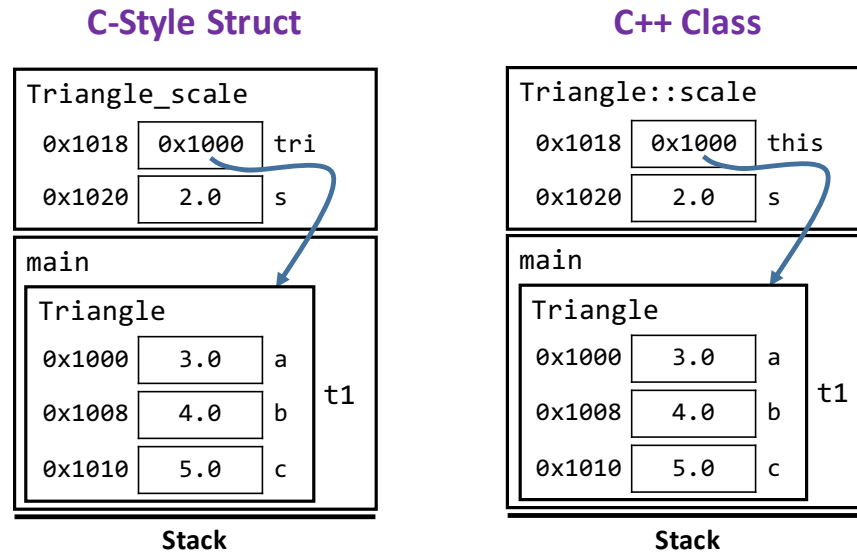 C-Style Struct
Triangle_scale
0x1018 0x1000 tri
0x1020 2.0 s
main
Triangle
0x1000 3.0 a
0x1008 4.0 b
t1
0x1010 5.0 c
Stack
C++ Class
Triangle::scale
0x1018 0x1000 this
0x1020 2.0 s
main
Triangle
0x1000 3.0 a
0x1008 4.0 b
t1
0x1010 5.0 c
Stack